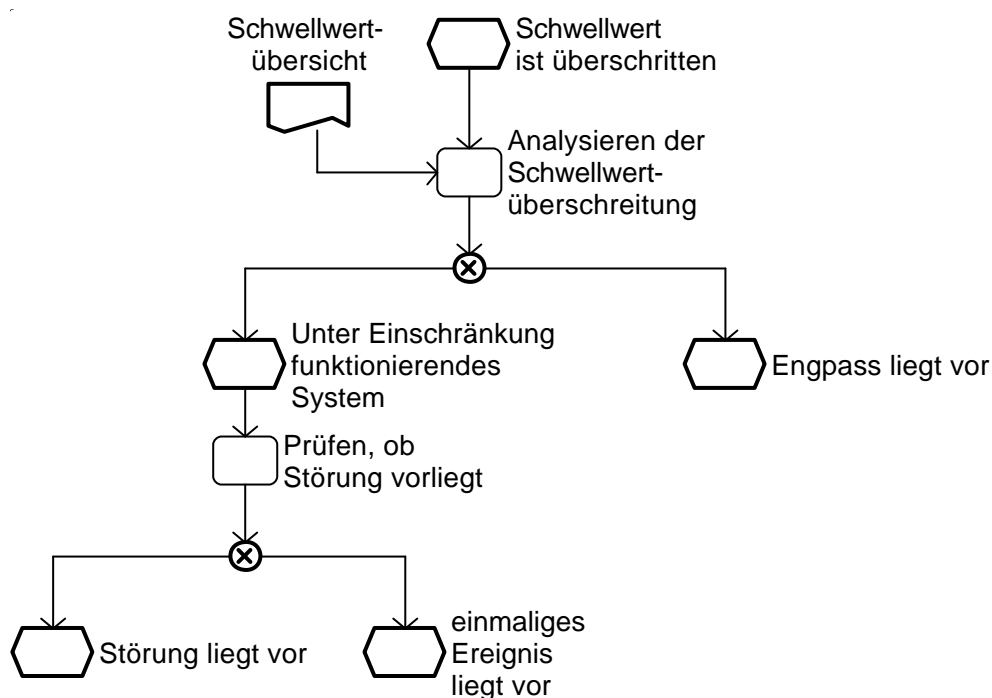 Schwellwert-
übersicht
Schwellwert
ist überschritten
Analysieren der
Schwellwert-
überschreitung
Unter Einschränkung
funktionierendes
System
Engpass liegt vor
Prüfen, ob
Störung vorliegt
Störung liegt vor
einmaliges
Ereignis
liegt vor